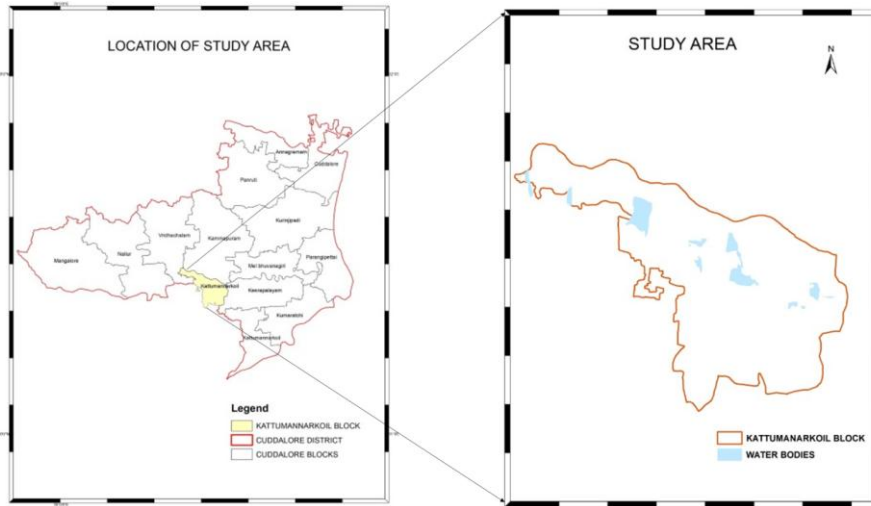 LOCATION OF STUDY AREA
Annagramam
Cuddalore
Panruti
Kurinjipadi
Vridhachalam
Kammapuram
Parangipettai
Mangalore
Nallur
Mel bhuvanagiri
Kattumannarkoil
Keerapalayam
Kumaratchi
Kattumannarkoil
Legend
KATTUMANNARKOIL BLOCK
CUDDALORE DISTRICT
CUDDALORE BLOCKS
STUDY AREA
N
KATTUMANARKOIL BLOCK
WATER BODIES